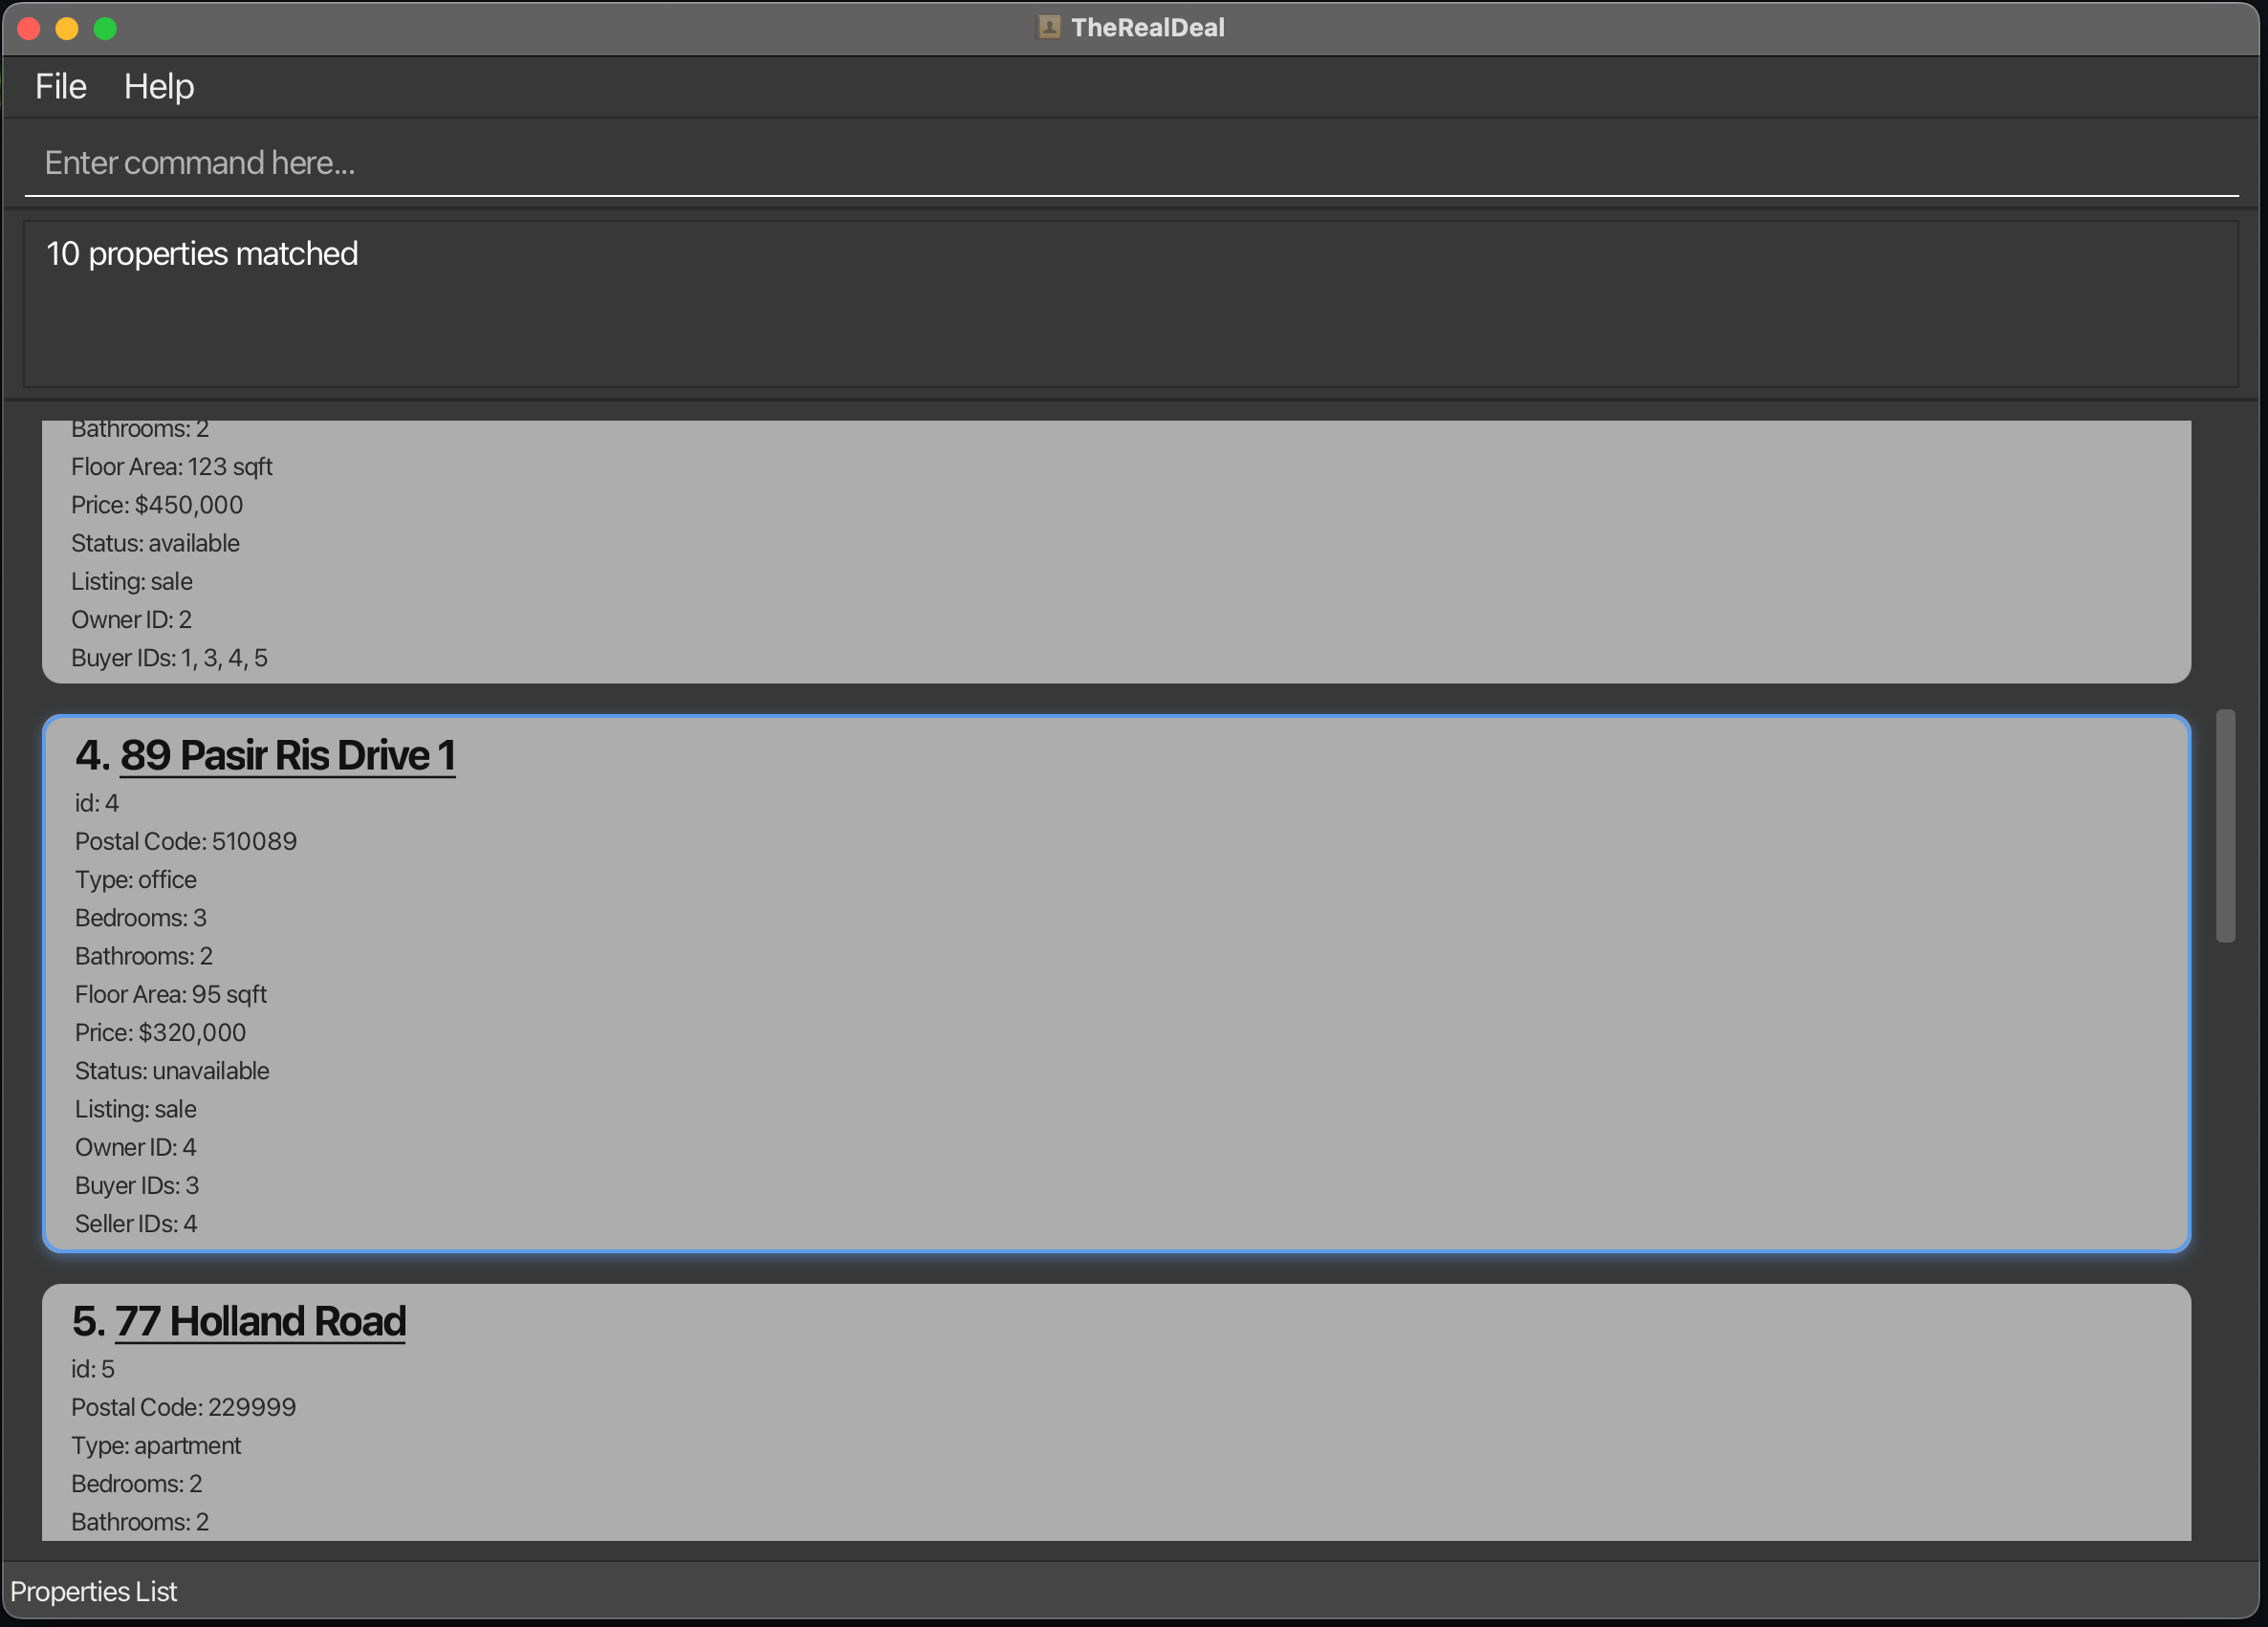 TheRealDeal
File Help
Enter command here...
10 properties matched
Bathrooms: 2
Floor Area: 123 sqft
Price: $450,000
Status: available
Listing: sale
Owner ID: 2
Buyer IDs: 1, 3, 4, 5
4. 89 Pasir Ris Drive 1
id: 4
Postal Code: 510089
Type: office
Bedrooms: 3
Bathrooms: 2
Floor Area: 95 sqft
Price: $320,000
Status: unavailable
Listing: sale
Owner ID: 4
Buyer IDs: 3
Seller IDs: 4
5. 77 Holland Road
id: 5
Postal Code: 229999
Type: apartment
Bedrooms: 2
Bathrooms: 2
Properties List